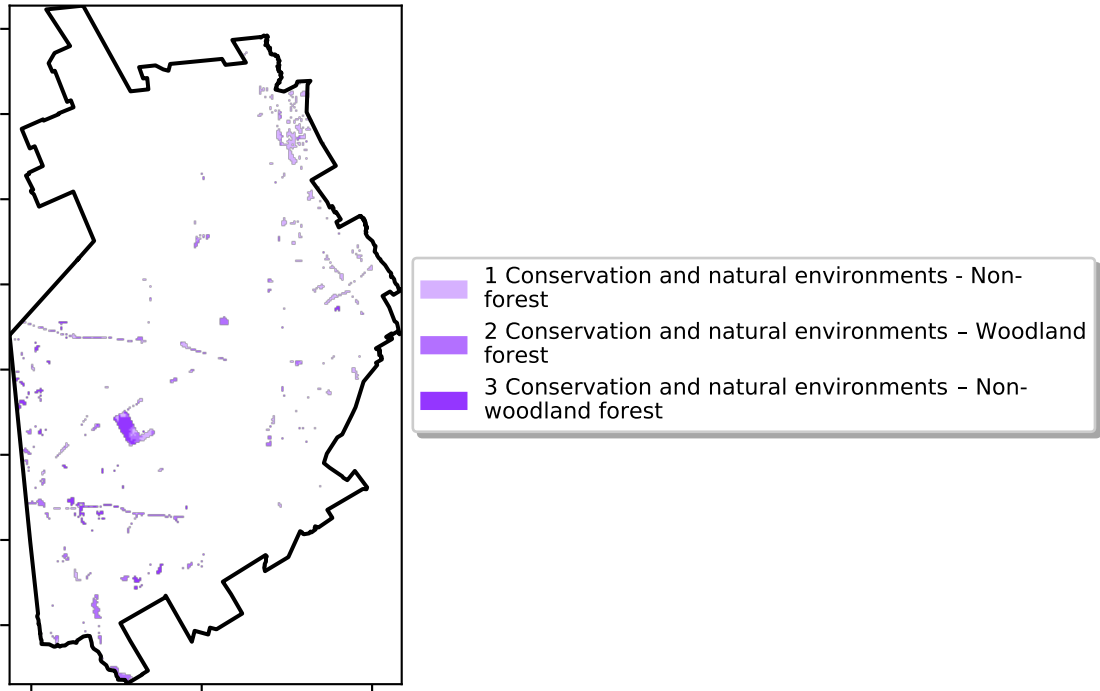 1 Conservation and natural environments - Non-
forest
2 Conservation and natural environments – Woodland
forest
3 Conservation and natural environments – Non-
woodland forest